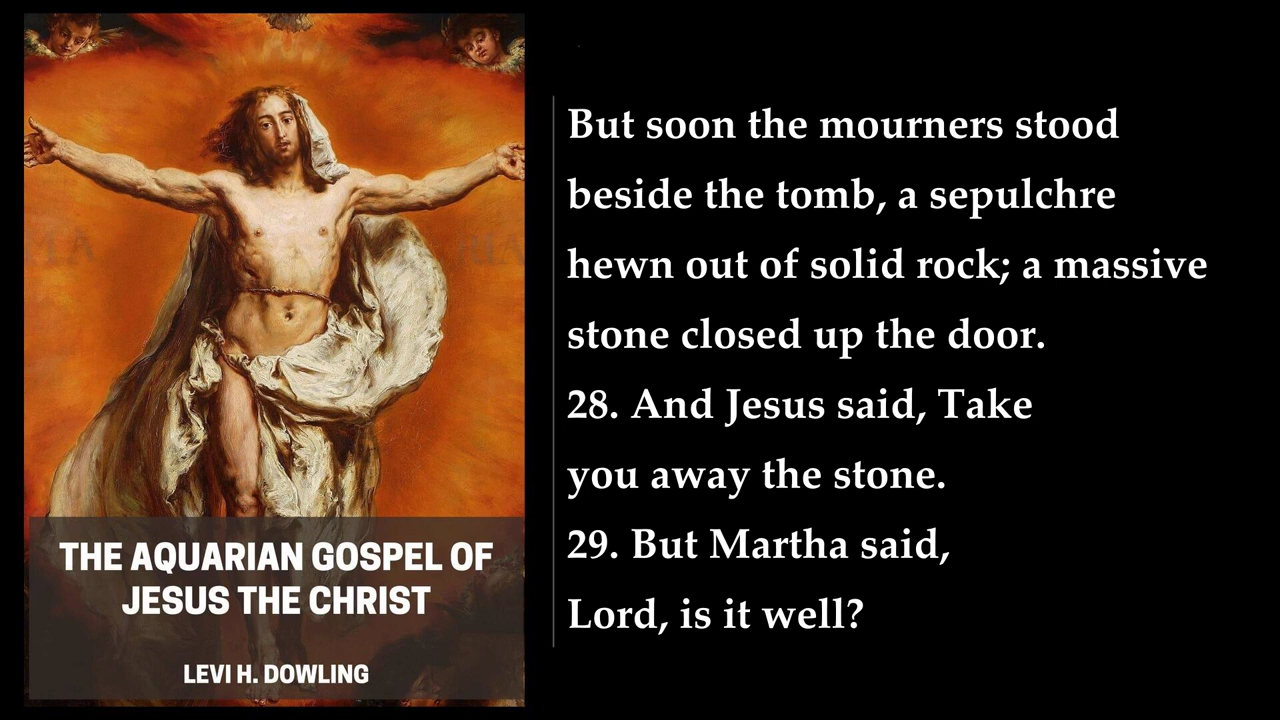 THE AQUARIAN GOSPEL OF
JESUS THE CHRIST
LEVI H. DOWLING
But soon the mourners stood
beside the tomb, a sepulchre
hewn out of solid rock; a massive
stone closed up the door.
28. And Jesus said, Take
you away the stone.
29. But Martha said,
Lord, is it well?